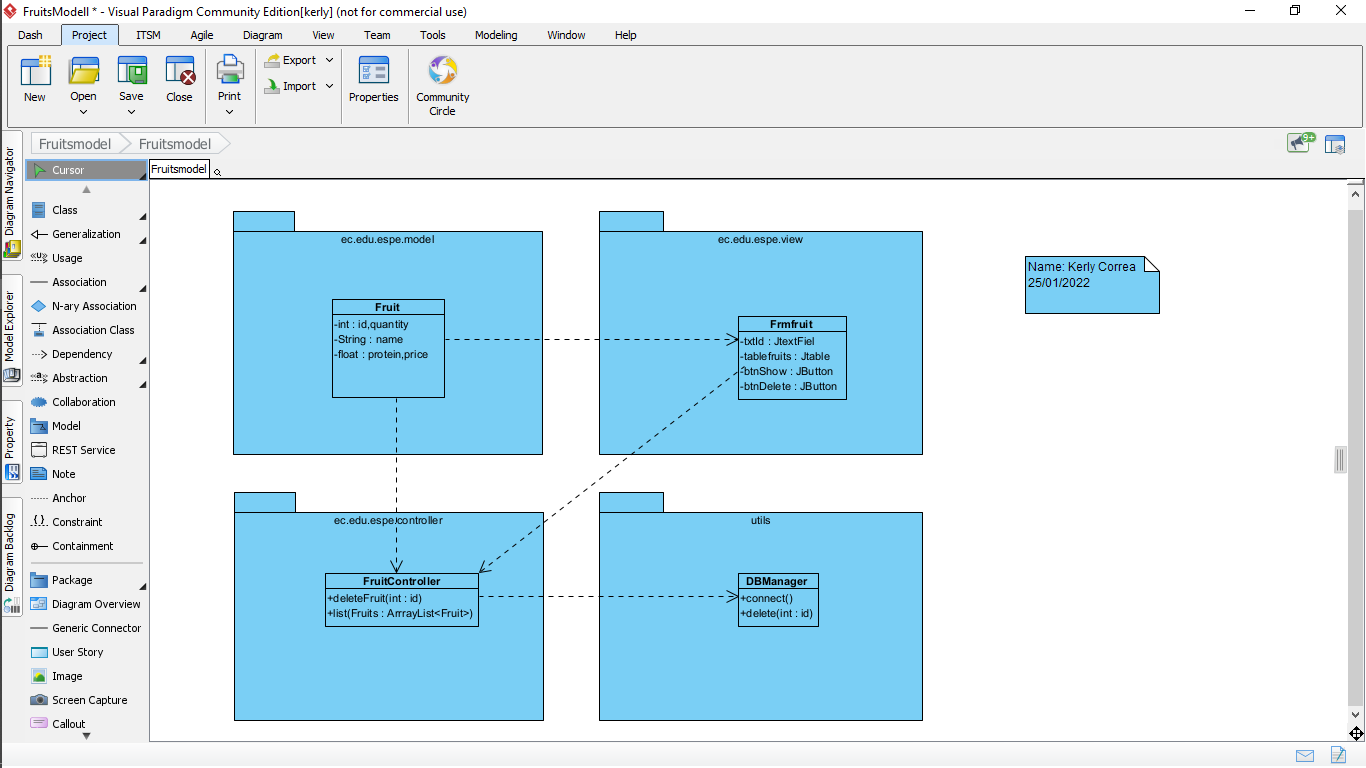 FruitsModell * - Visual Paradigm Community Edition[kerly] (not for commercial use)
Dash Project ITSM Agile Diagram View Team Tools Modeling Window Help
New Open Save Close Print Export Import Properties Community Circle
Fruitsmodel Fruitsmodel
9+
Diagram Navigator
Model Explorer
Property
Diagram Backlog
Cursor
Class
Generalization
«U» Usage
Association
N-ary Association
Association Class
Dependency
«a» Abstraction
Collaboration
Model
REST Service
Note
Anchor
Constraint
Containment
Package
Diagram Overview
Generic Connector
User Story
Image
Screen Capture
Callout
Fruitsmodel
ec.edu.espe.model
Fruit
-int : id,quantity
-String : name
-float : protein,price
ec.edu.espe.view
Frmfruit
-txtId : JtextFiel
-tablefruits : Jtable
-btnShow : JButton
-btnDelete : JButton
Name: Kerly Correa
25/01/2022
ec.edu.espe.controller
FruitController
+deleteFruit(int : id)
+list(Fruits : ArrrayList<Fruit>)
utils
DBManager
+connect()
+delete(int : id)